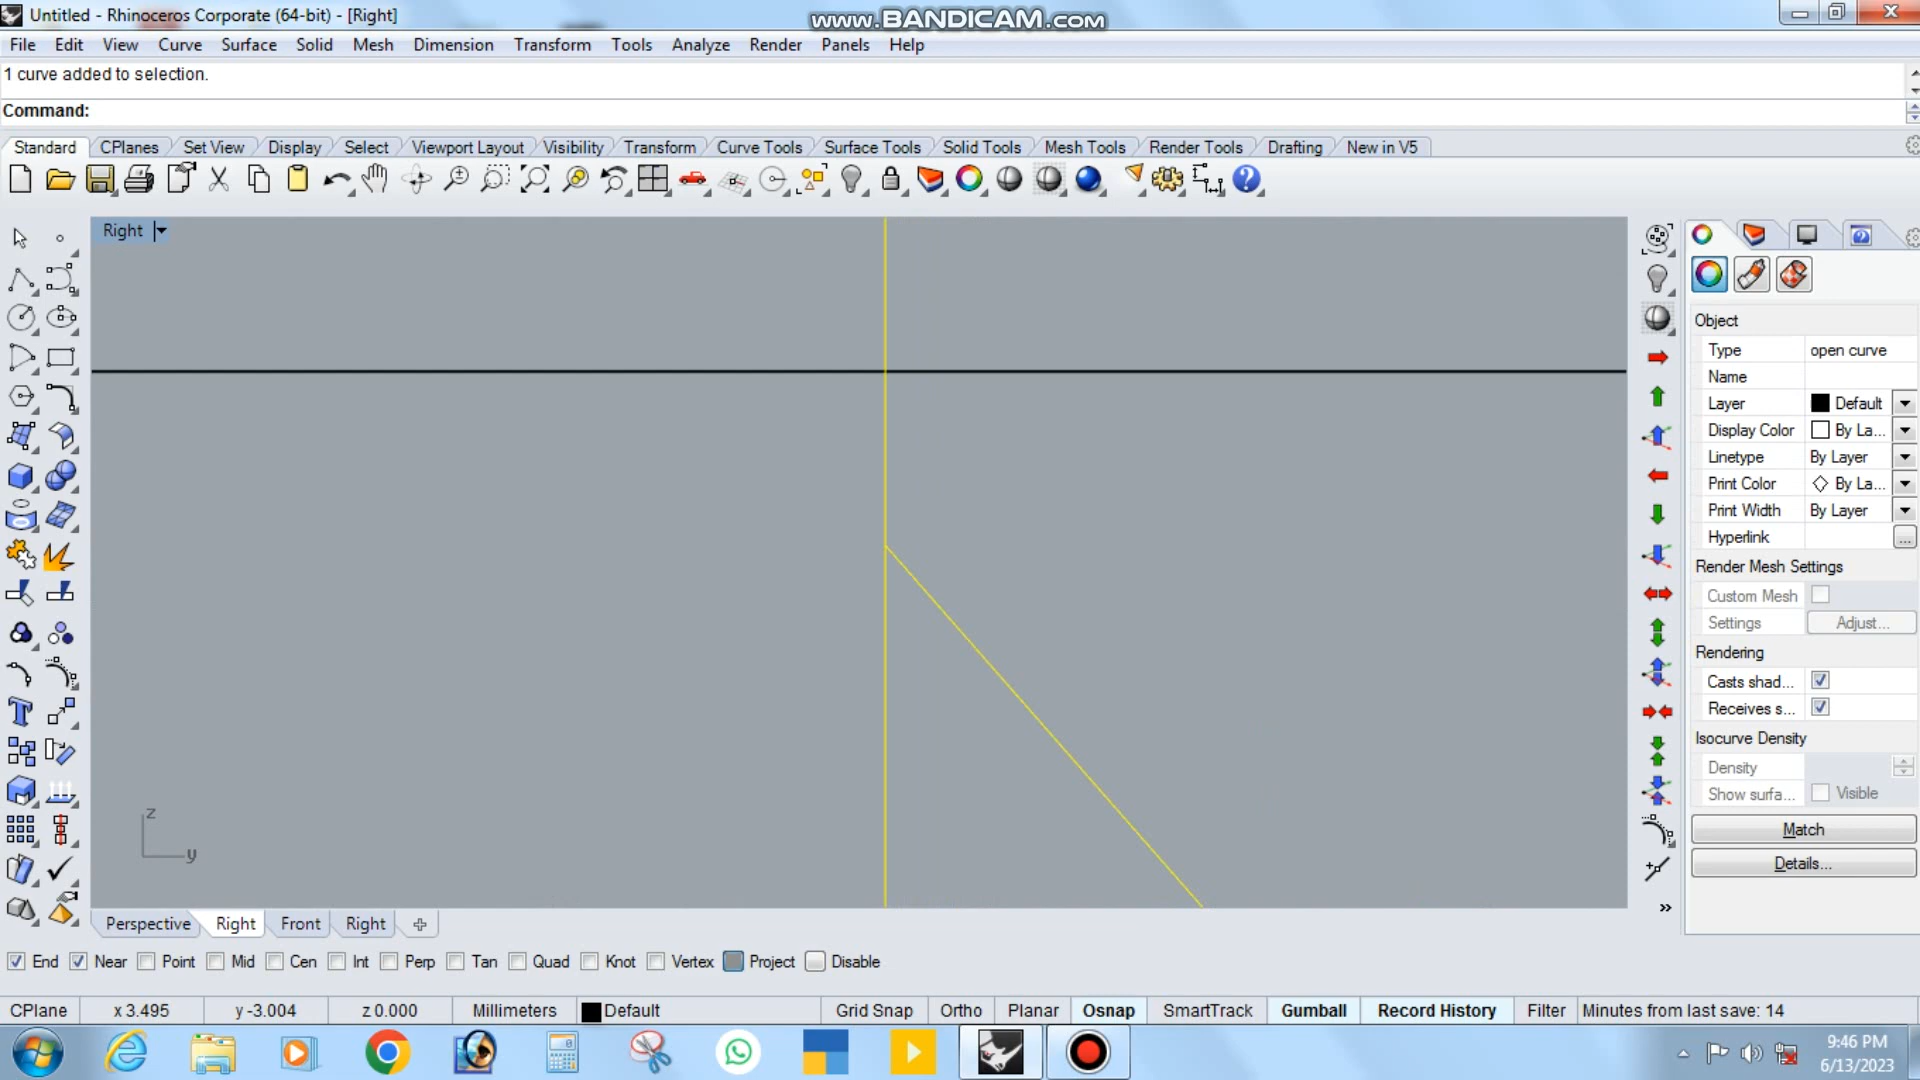 Untitled - Rhinoceros Corporate (64-bit) - [Right]
www.BANDICAM.com
File Edit View Curve Surface Solid Mesh Dimension Transform Tools Analyze Render Panels Help
1 curve added to selection.
Command:
Standard CPlanes Set View Display Select Viewport Layout Visibility Transform Curve Tools Surface Tools Solid Tools Mesh Tools Render Tools Drafting New in V5
Right
Object
Type open curve
Name
Layer Default
Display Color By La...
Linetype By Layer
Print Color By La...
Print Width By Layer
Hyperlink ...
Render Mesh Settings
Custom Mesh
Settings Adjust...
Rendering
Casts shad...
Receives s...
Isocurve Density
Density
Show surfa... Visible
Match
Details...
z
y
Perspective Right Front Right
End Near Point Mid Cen Int Perp Tan Quad Knot Vertex Project Disable
CPlane x 3.495 y -3.004 z 0.000 Millimeters Default Grid Snap Ortho Planar Osnap SmartTrack Gumball Record History Filter Minutes from last save: 14
9:46 PM
6/13/2023